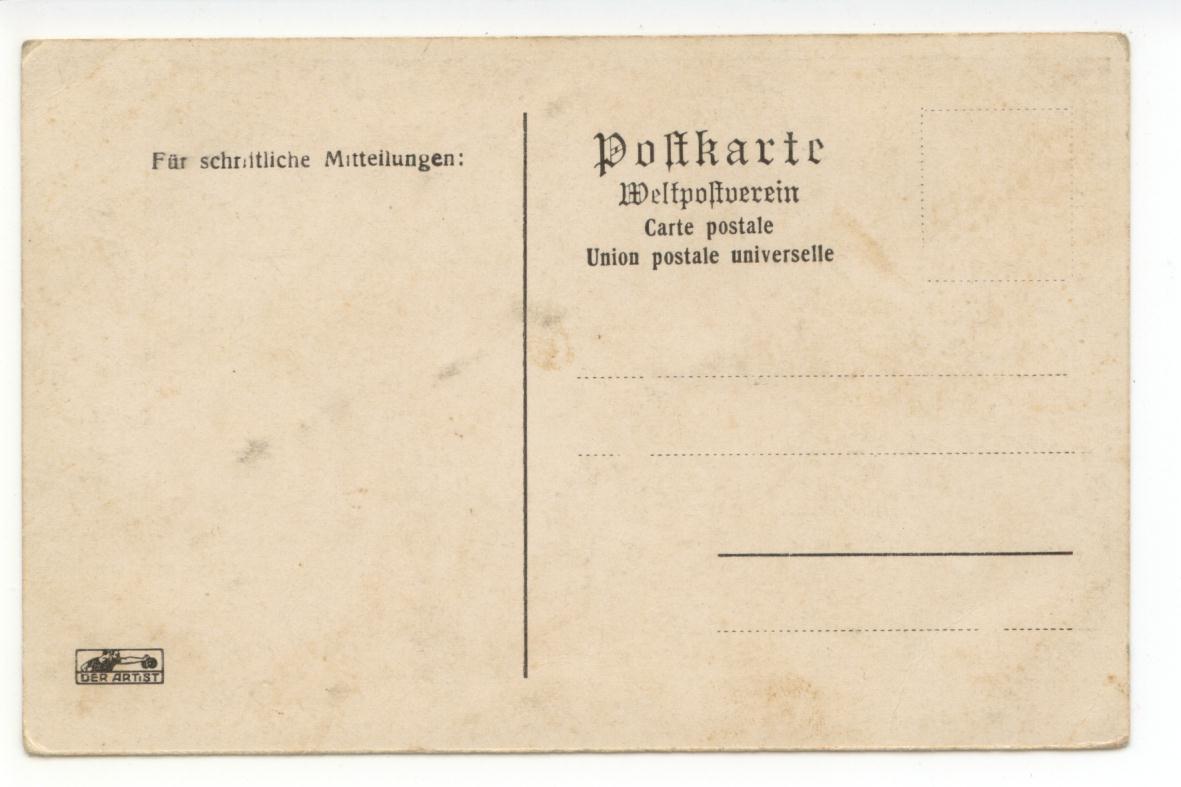 Für schriftliche Mitteilungen:
Postkarte
Weltpostverein
Carte postale
Union postale universelle
DER ARTIST